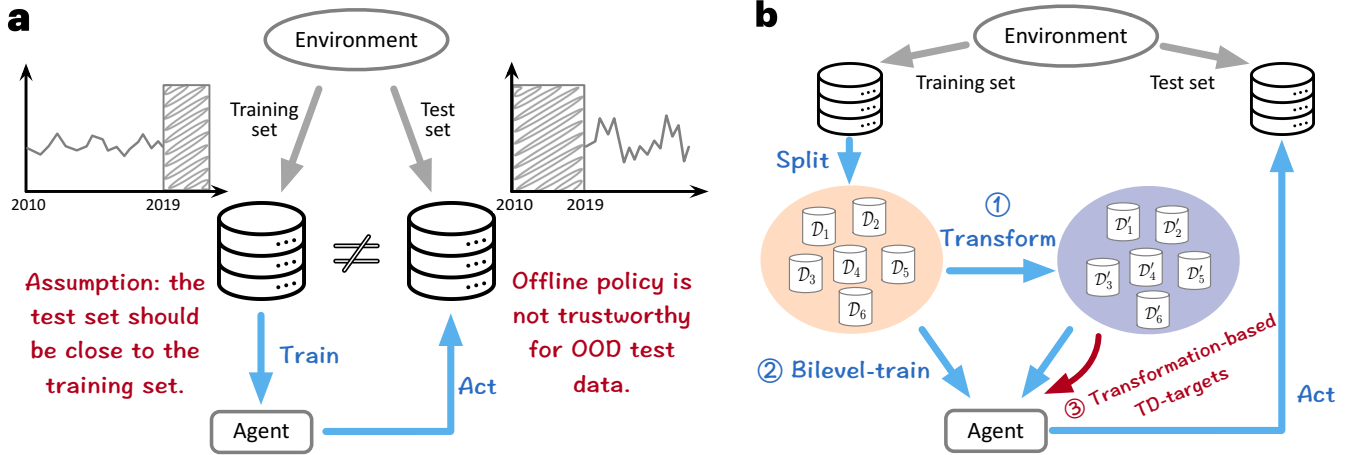 a
Environment
Training
set
Test
set
2010
2019
2010
2019
≠
Assumption: the
test set should
be close to the
training set.
Offline policy is
not trustworthy
for OOD test
data.
Train
Act
Agent
b
Environment
Training set
Test set
Split
①
Transform
D₁
D₂
D₃
D₄
D₅
D₆
D′₁
D′₂
D′₃
D′₄
D′₅
D′₆
② Bilevel-train
③ Transformation-based
TD-targets
Act
Agent